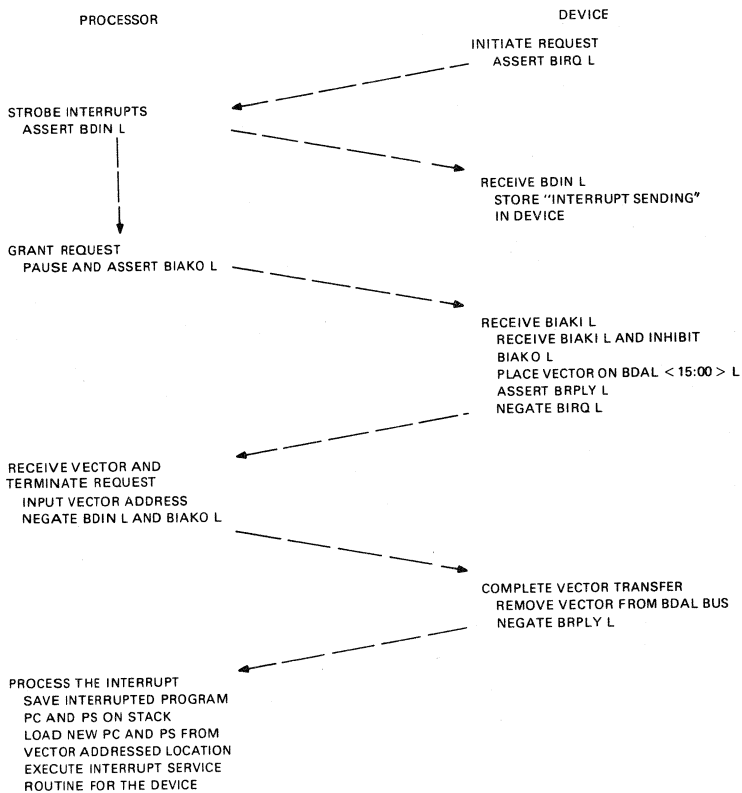 PROCESSOR
DEVICE
INITIATE REQUEST
ASSERT BIRQ L
STROBE INTERRUPTS
ASSERT BDIN L
RECEIVE BDIN L
STORE "INTERRUPT SENDING"
IN DEVICE
GRANT REQUEST
PAUSE AND ASSERT BIAKO L
RECEIVE BIAKI L
RECEIVE BIAKI L AND INHIBIT
BIAKO L
PLACE VECTOR ON BDAL < 15:00 > L
ASSERT BRPLY L
NEGATE BIRQ L
RECEIVE VECTOR AND
TERMINATE REQUEST
INPUT VECTOR ADDRESS
NEGATE BDIN L AND BIAKO L
COMPLETE VECTOR TRANSFER
REMOVE VECTOR FROM BDAL BUS
NEGATE BRPLY L
PROCESS THE INTERRUPT
SAVE INTERRUPTED PROGRAM
PC AND PS ON STACK
LOAD NEW PC AND PS FROM
VECTOR ADDRESSED LOCATION
EXECUTE INTERRUPT SERVICE
ROUTINE FOR THE DEVICE